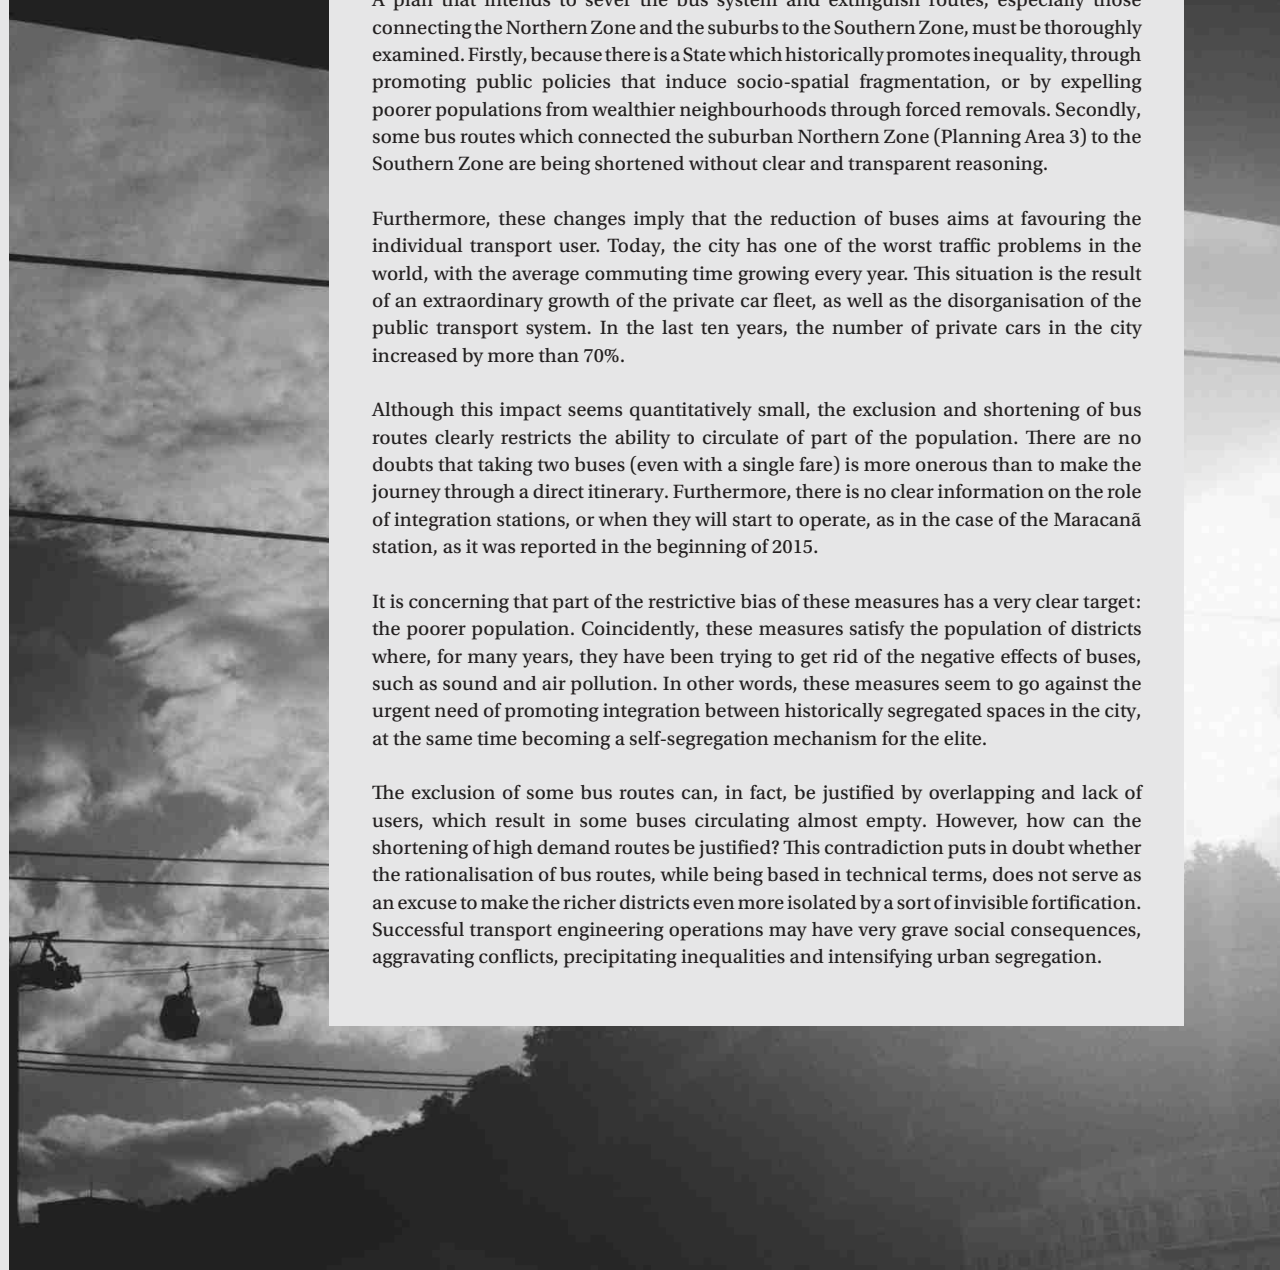 A plan that intends to sever the bus system and extinguish routes, especially those
connecting the Northern Zone and the suburbs to the Southern Zone, must be thoroughly
examined. Firstly, because there is a State which historically promotes inequality, through
promoting public policies that induce socio-spatial fragmentation, or by expelling
poorer populations from wealthier neighbourhoods through forced removals. Secondly,
some bus routes which connected the suburban Northern Zone (Planning Area 3) to the
Southern Zone are being shortened without clear and transparent reasoning.
Furthermore, these changes imply that the reduction of buses aims at favouring the
individual transport user. Today, the city has one of the worst traffic problems in the
world, with the average commuting time growing every year. This situation is the result
of an extraordinary growth of the private car fleet, as well as the disorganisation of the
public transport system. In the last ten years, the number of private cars in the city
increased by more than 70%.
Although this impact seems quantitatively small, the exclusion and shortening of bus
routes clearly restricts the ability to circulate of part of the population. There are no
doubts that taking two buses (even with a single fare) is more onerous than to make the
journey through a direct itinerary. Furthermore, there is no clear information on the role
of integration stations, or when they will start to operate, as in the case of the Maracanã
station, as it was reported in the beginning of 2015.
It is concerning that part of the restrictive bias of these measures has a very clear target:
the poorer population. Coincidently, these measures satisfy the population of districts
where, for many years, they have been trying to get rid of the negative effects of buses,
such as sound and air pollution. In other words, these measures seem to go against the
urgent need of promoting integration between historically segregated spaces in the city,
at the same time becoming a self-segregation mechanism for the elite.
The exclusion of some bus routes can, in fact, be justified by overlapping and lack of
users, which result in some buses circulating almost empty. However, how can the
shortening of high demand routes be justified? This contradiction puts in doubt whether
the rationalisation of bus routes, while being based in technical terms, does not serve as
an excuse to make the richer districts even more isolated by a sort of invisible fortification.
Successful transport engineering operations may have very grave social consequences,
aggravating conflicts, precipitating inequalities and intensifying urban segregation.